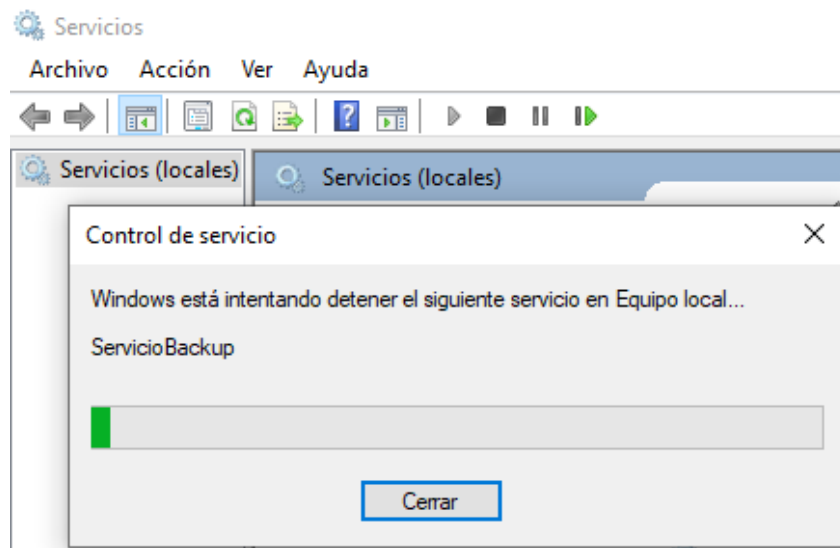 Servicios
Archivo Acción Ver Ayuda
Servicios (locales)
Servicios (locales)
Control de servicio
Windows está intentando detener el siguiente servicio en Equipo local...
ServicioBackup
Cerrar